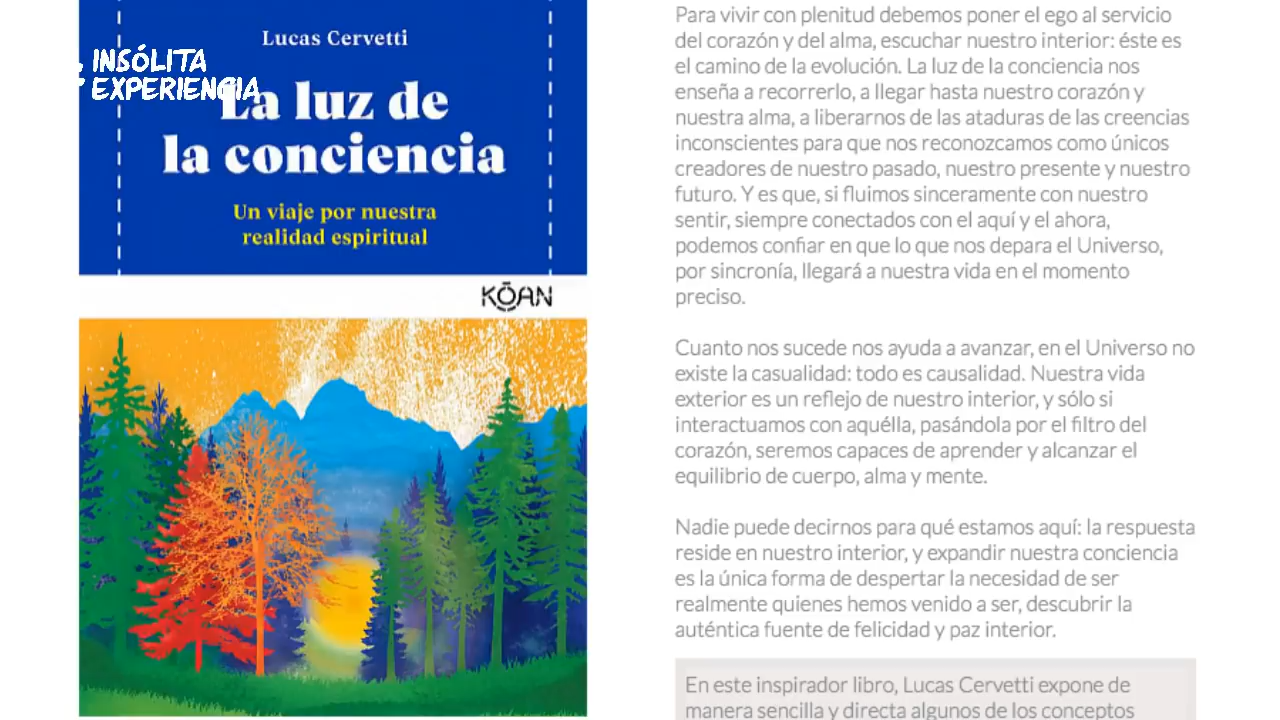 Lucas Cervetti
INSÓLITA
EXPERIENCIA
La luz de
la conciencia
Un viaje por nuestra
realidad espiritual
KŌAN
Para vivir con plenitud debemos poner el ego al servicio
del corazón y del alma, escuchar nuestro interior: éste es
el camino de la evolución. La luz de la conciencia nos
enseña a recorrerlo, a llegar hasta nuestro corazón y
nuestra alma, a liberarnos de las ataduras de las creencias
inconscientes para que nos reconozcamos como únicos
creadores de nuestro pasado, nuestro presente y nuestro
futuro. Y es que, si fluimos sinceramente con nuestro
sentir, siempre conectados con el aquí y el ahora,
podemos confiar en que lo que nos depara el Universo,
por sincronía, llegará a nuestra vida en el momento
preciso.
Cuanto nos sucede nos ayuda a avanzar, en el Universo no
existe la casualidad: todo es causalidad. Nuestra vida
exterior es un reflejo de nuestro interior, y sólo si
interactuamos con aquélla, pasándola por el filtro del
corazón, seremos capaces de aprender y alcanzar el
equilibrio de cuerpo, alma y mente.
Nadie puede decirnos para qué estamos aquí: la respuesta
reside en nuestro interior, y expandir nuestra conciencia
es la única forma de despertar la necesidad de ser
realmente quienes hemos venido a ser, descubrir la
auténtica fuente de felicidad y paz interior.
En este inspirador libro, Lucas Cervetti expone de
manera sencilla y directa algunos de los conceptos